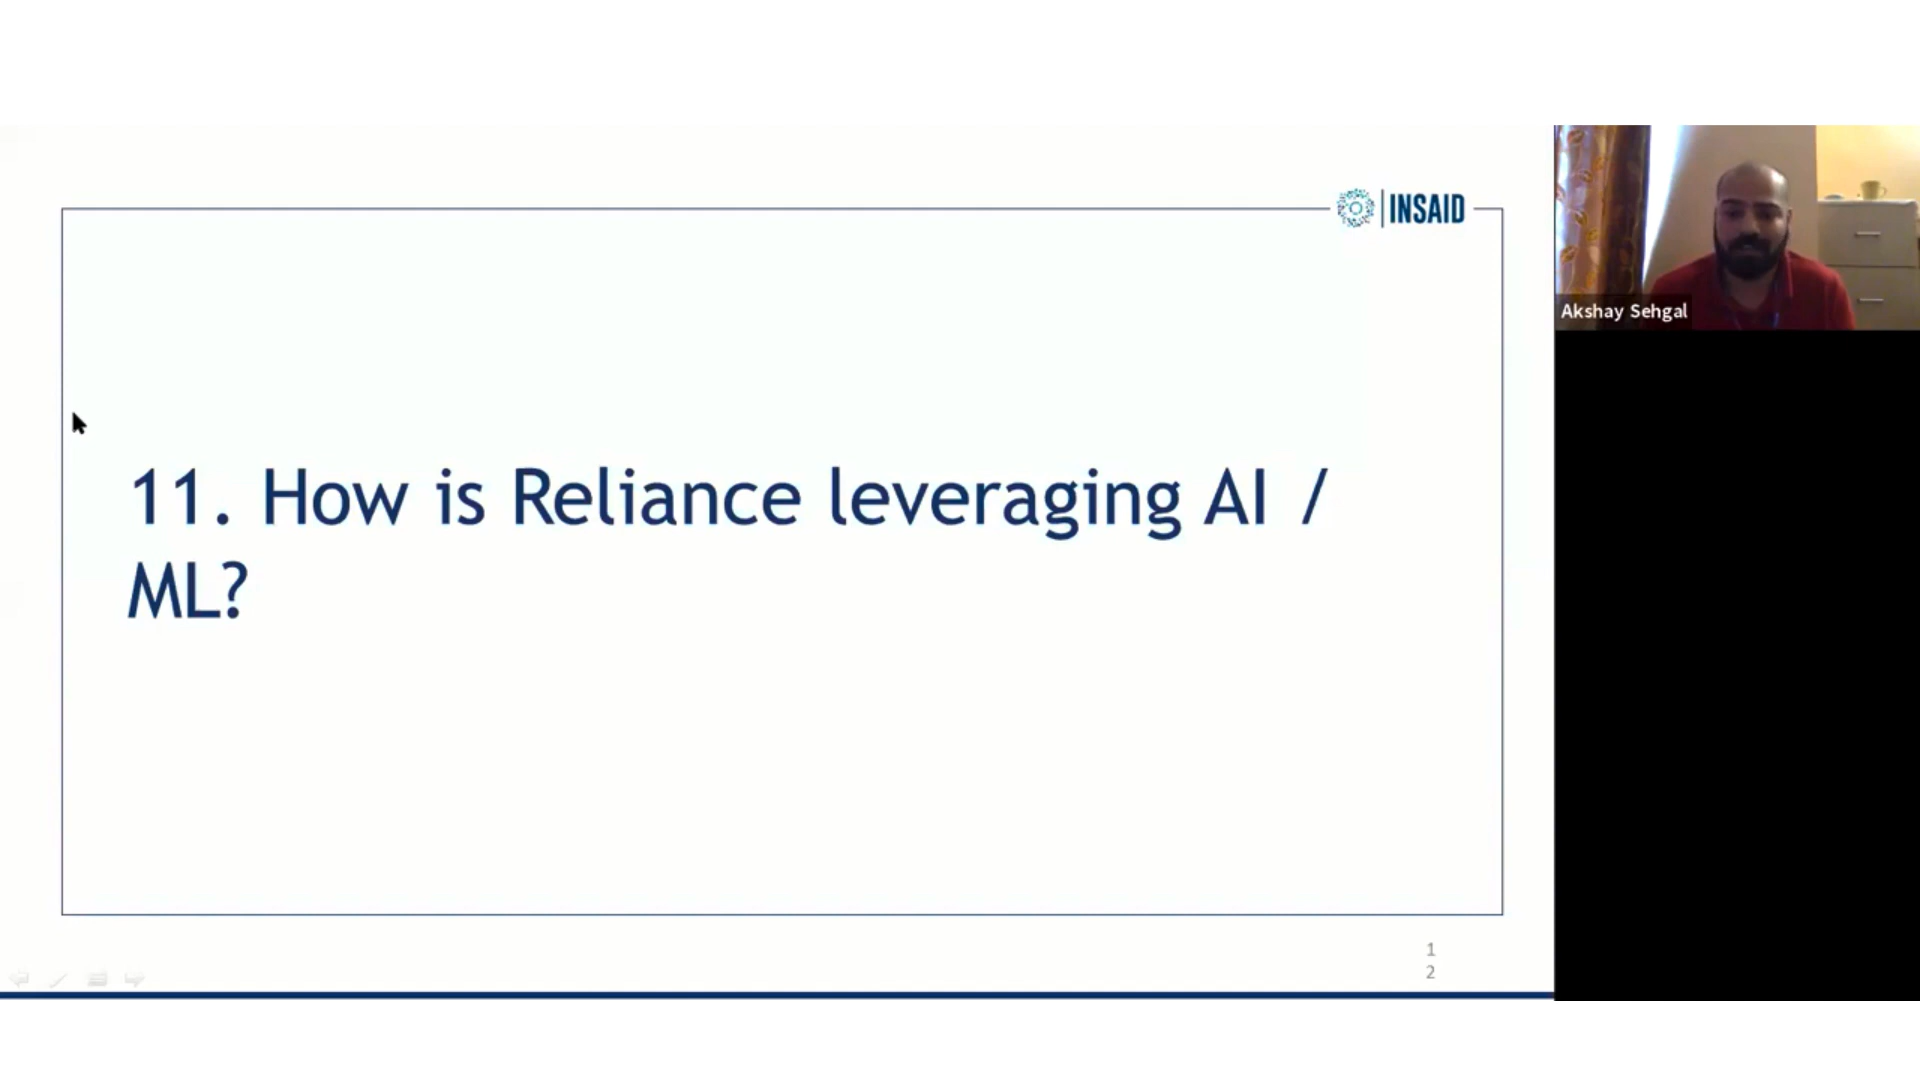 INSAID
Akshay Sehgal
11. How is Reliance leveraging AI /
ML?
1
2